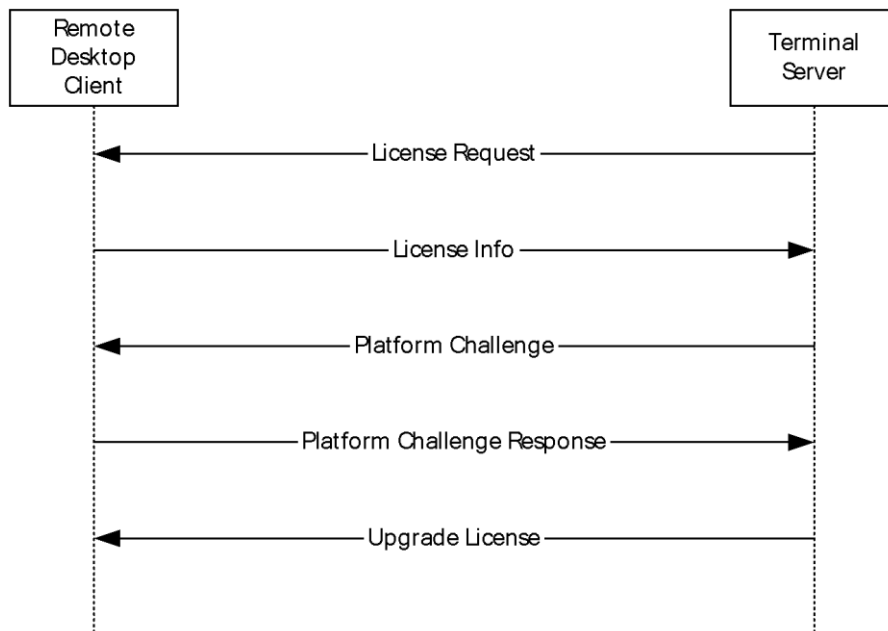 Remote
Desktop
Client
Terminal
Server
License Request
License Info
Platform Challenge
Platform Challenge Response
Upgrade License